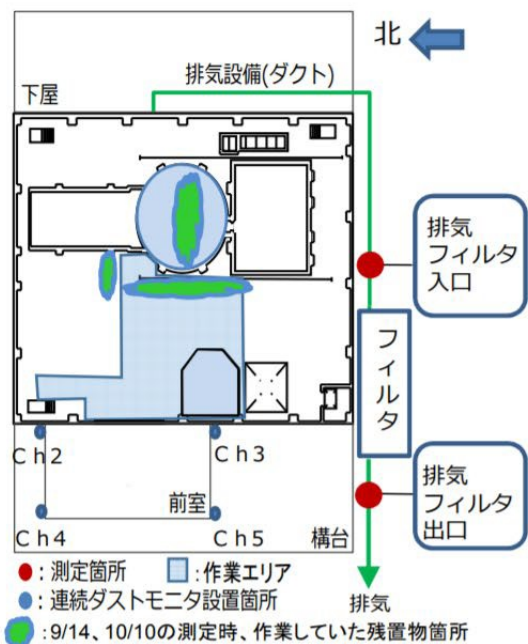 北
排気設備(ダクト)
下屋
排気
フィルタ
入口
フィルタ
Ch2
Ch3
前室
Ch4
Ch5
構台
排気
フィルタ
出口
●：測定箇所
：作業エリア
●：連続ダストモニタ設置箇所
排気
：9/14、10/10の測定時、作業していた残置物箇所